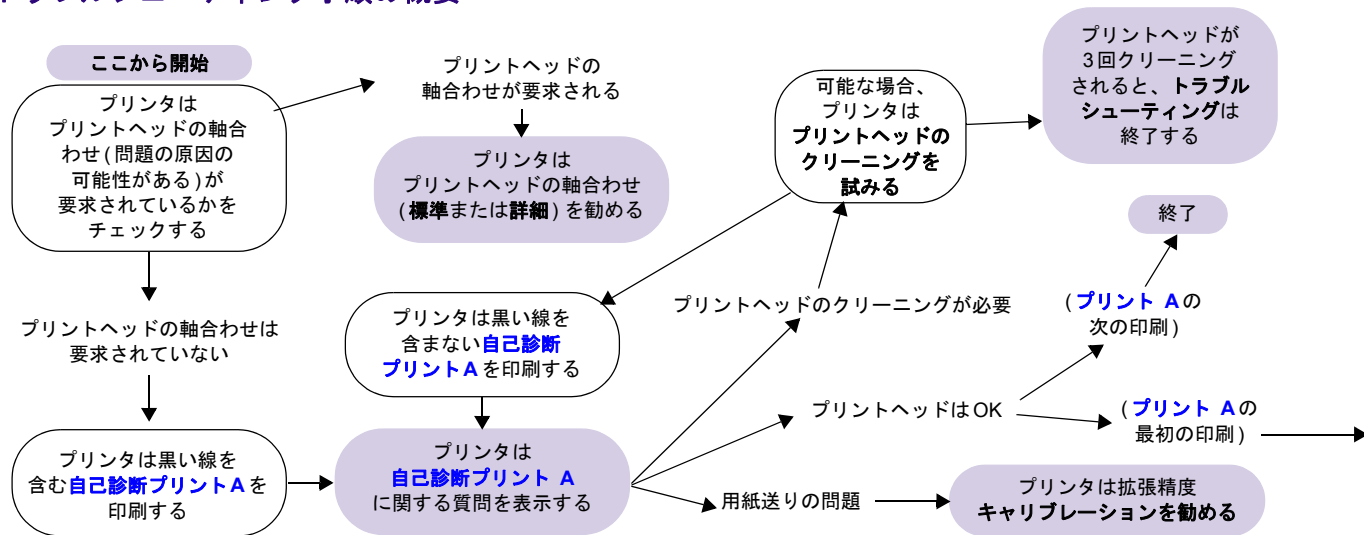 トラブルシューティング手順の概要
ここから開始
プリンタは
プリントヘッドの軸合
わせ(問題の原因の
可能性がある)が
要求されているかを
チェックする
プリントヘッドの
軸合わせが要求される
プリンタは
プリントヘッドの軸合わせ
(標準または詳細)を勧める
可能な場合、
プリンタは
プリントヘッドの
クリーニングを
試みる
プリントヘッドが
3回クリーニング
されると、トラブル
シューティングは
終了する
終了
プリントヘッドの軸合わせは
要求されていない
プリンタは黒い線を
含まない自己診断
プリントAを印刷する
プリントヘッドのクリーニングが必要
(プリント Aの
次の印刷)
プリントヘッドはOK
(プリント Aの
最初の印刷)
プリンタは黒い線を
含む自己診断プリントAを
印刷する
プリンタは
自己診断プリント A
に関する質問を表示する
用紙送りの問題
プリンタは拡張精度
キャリブレーションを勧める